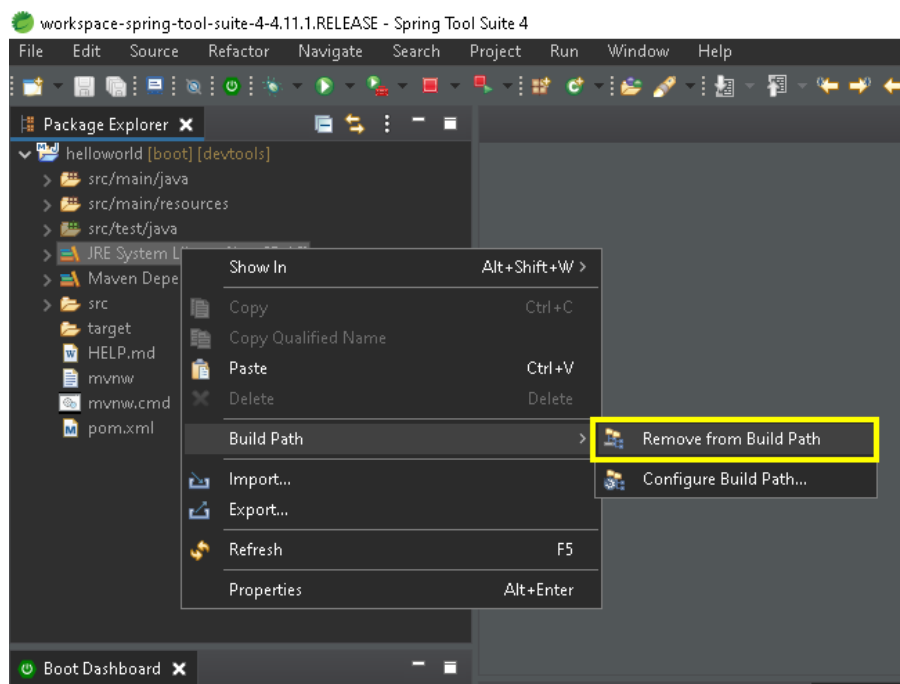 workspace-spring-tool-suite-4-4.11.1.RELEASE - Spring Tool Suite 4
File Edit Source Refactor Navigate Search Project Run Window Help
Package Explorer
helloworld [boot] [devtools]
src/main/java
src/main/resources
src/test/java
JRE System
Maven Depe
src
target
HELP.md
mvnw
mvnw.cmd
pom.xml
Show In Alt+Shift+W >
Copy Ctrl+C
Copy Qualified Name
Paste Ctrl+V
Delete Delete
Build Path >
Remove from Build Path
Configure Build Path...
Import...
Export...
Refresh F5
Properties Alt+Enter
Boot Dashboard